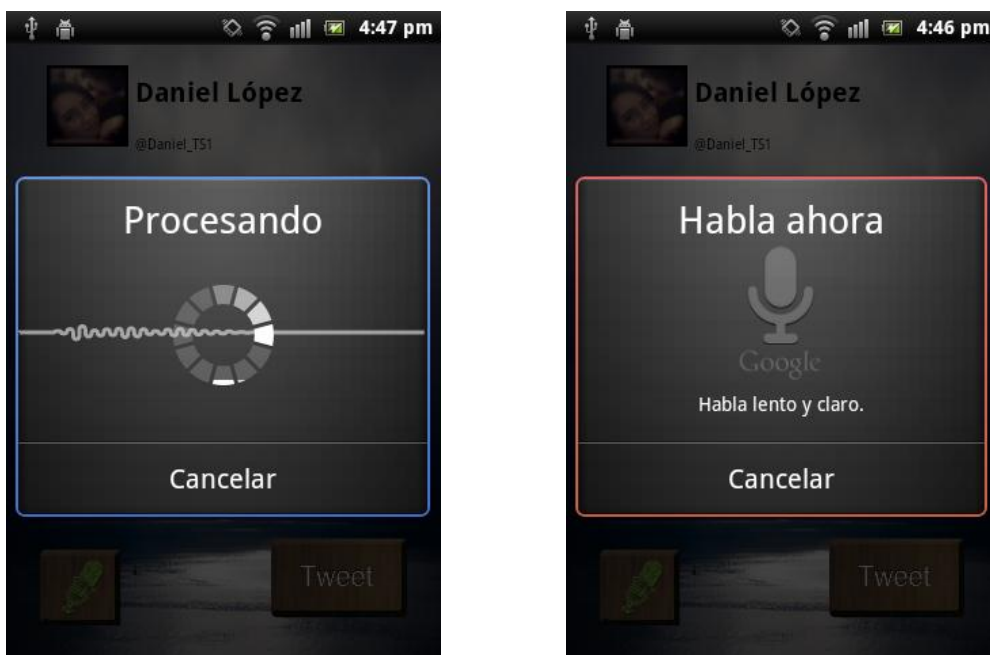 4:47 pm
Daniel López
@Daniel_TS1
Procesando
Cancelar
Tweet
4:46 pm
Daniel López
@Daniel_TS1
Habla ahora
Google
Habla lento y claro.
Cancelar
Tweet